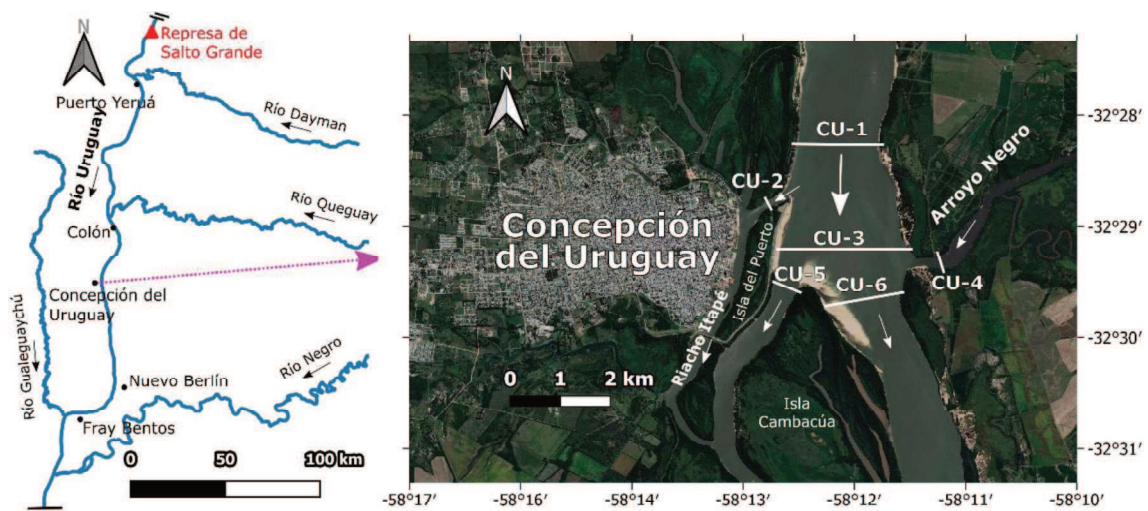 N
Represa de
Salto Grande
Puerto Yeruá
Río Dayman
Río Uruguay
Río Queguay
Colón
Concepción del
Uruguay
Río Gualeguaychú
Río Negro
Nuevo Berlín
Fray Bentos
0 50 100 km
N
CU-1
CU-2
Arroyo Negro
Concepción
del Uruguay
Isla del Puerto
CU-3
CU-5
CU-6
CU-4
Riacho Itapé
0 1 2 km
Isla
Cambacúa
-32°28'
-32°29'
-32°30'
-32°31'
-58°17' -58°16' -58°14' -58°13' -58°12' -58°11' -58°10'